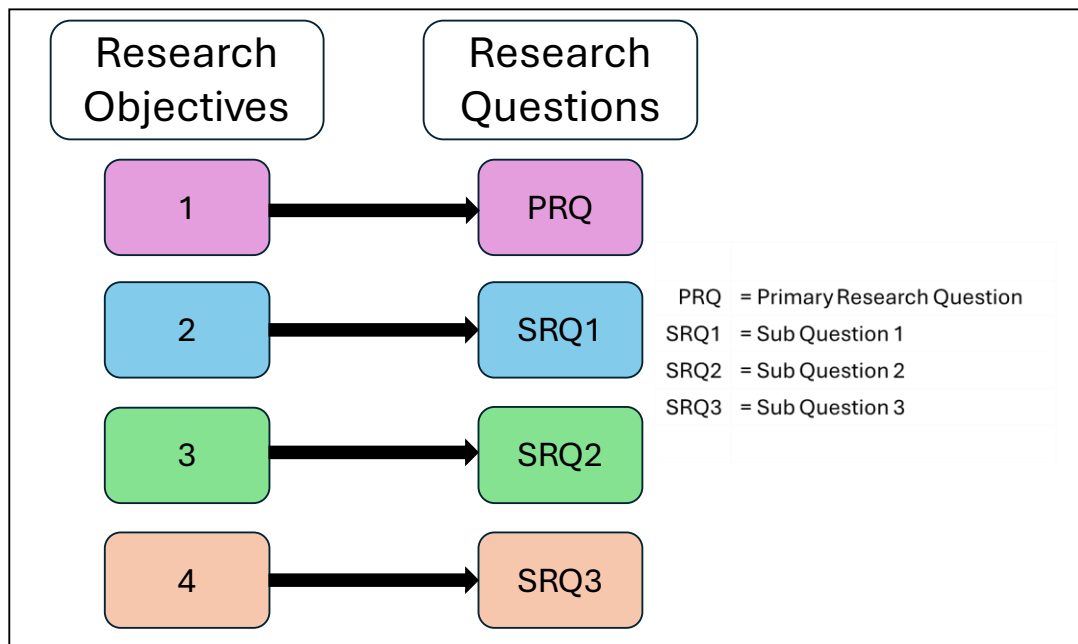 Research
Objectives
Research
Questions
1
PRQ
2
SRQ1
3
SRQ2
4
SRQ3
PRQ = Primary Research Question
SRQ1 = Sub Question 1
SRQ2 = Sub Question 2
SRQ3 = Sub Question 3